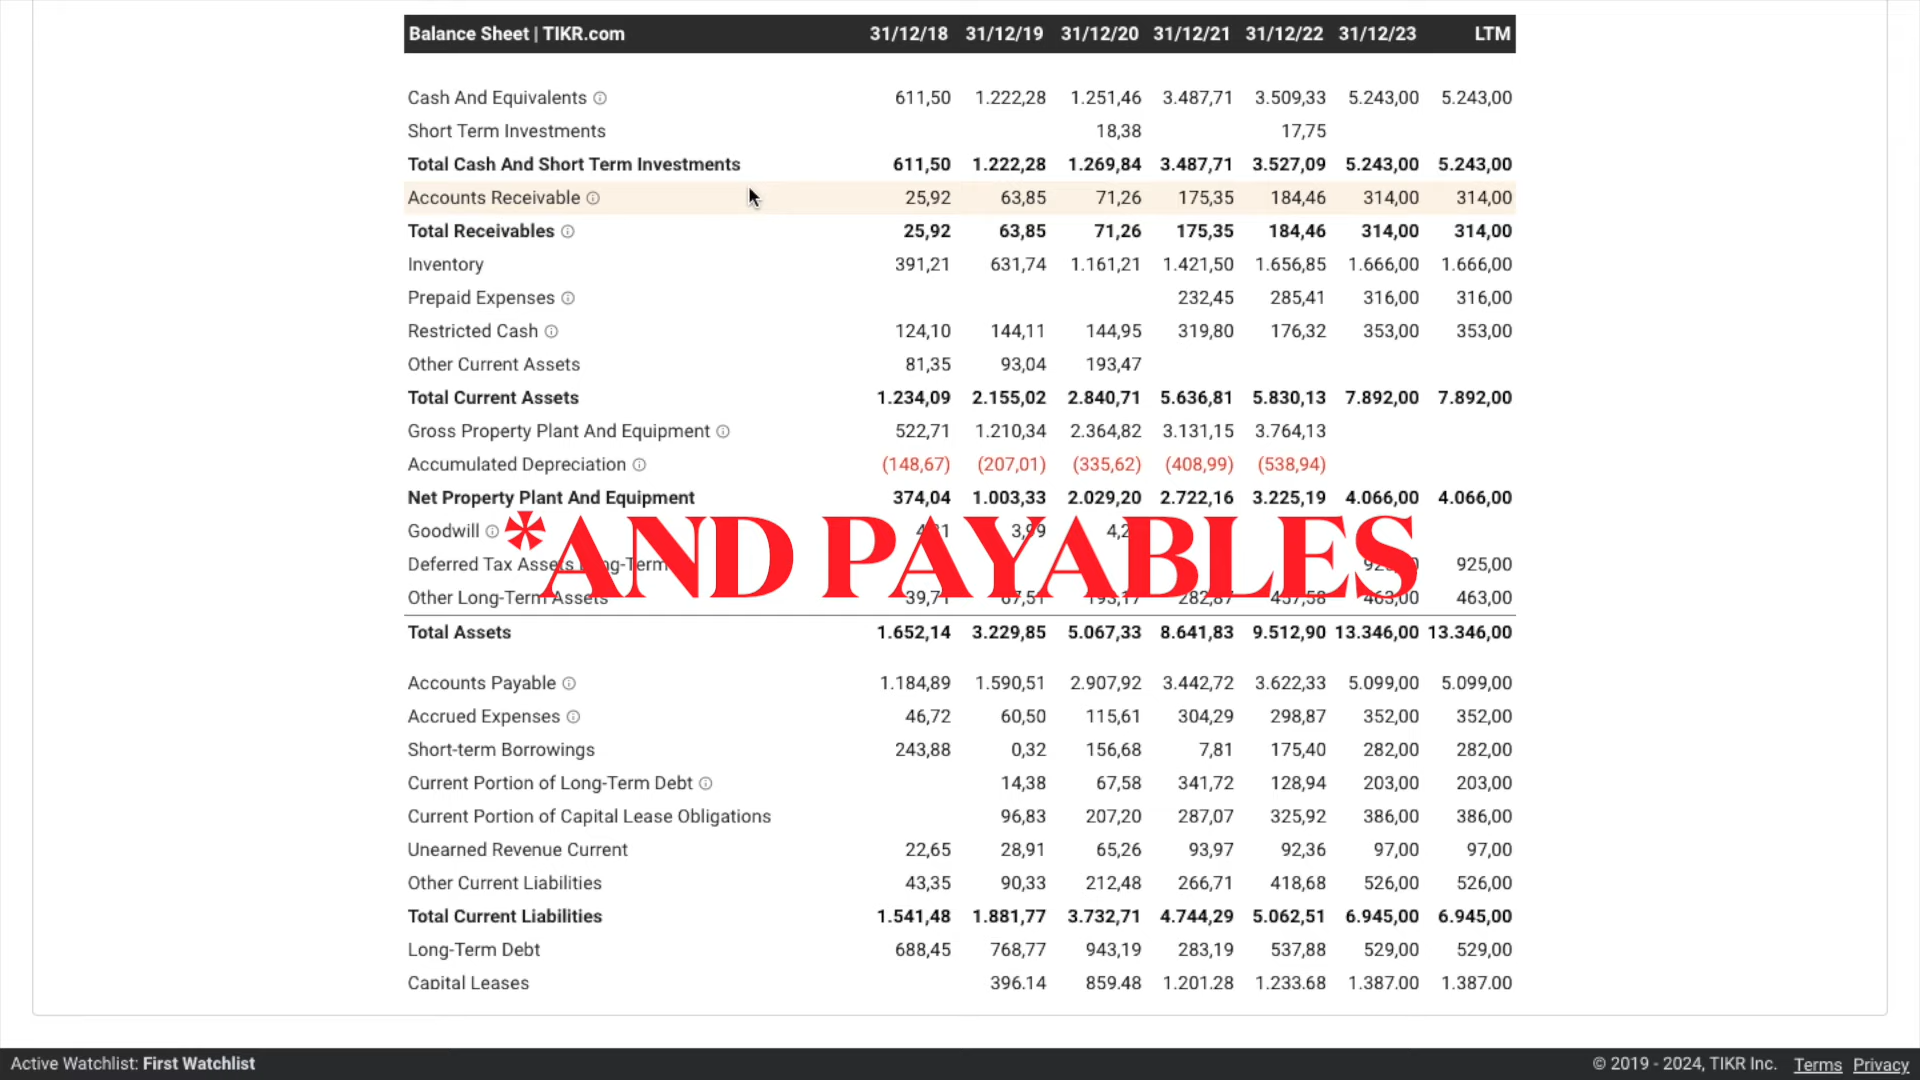 Balance Sheet | TIKR.com 31/12/18 31/12/19 31/12/20 31/12/21 31/12/22 31/12/23 LTM
Cash And Equivalents 611,50 1.222,28 1.251,46 3.487,71 3.509,33 5.243,00 5.243,00
Short Term Investments 18,38 17,75
Total Cash And Short Term Investments 611,50 1.222,28 1.269,84 3.487,71 3.527,09 5.243,00 5.243,00
Accounts Receivable 25,92 63,85 71,26 175,35 184,46 314,00 314,00
Total Receivables 25,92 63,85 71,26 175,35 184,46 314,00 314,00
Inventory 391,21 631,74 1.161,21 1.421,50 1.656,85 1.666,00 1.666,00
Prepaid Expenses 232,45 285,41 316,00 316,00
Restricted Cash 124,10 144,11 144,95 319,80 176,32 353,00 353,00
Other Current Assets 81,35 93,04 193,47
Total Current Assets 1.234,09 2.155,02 2.840,71 5.636,81 5.830,13 7.892,00 7.892,00
Gross Property Plant And Equipment 522,71 1.210,34 2.364,82 3.131,15 3.764,13
Accumulated Depreciation (148,67) (207,01) (335,62) (408,99) (538,94)
Net Property Plant And Equipment 374,04 1.003,33 2.029,20 2.722,16 3.225,19 4.066,00 4.066,00
Goodwill
*AND PAYABLES
Deferred Tax Assets Long-Term 925,00
Other Long-Term Assets 39,71 463,00 463,00
Total Assets 1.652,14 3.229,85 5.067,33 8.641,83 9.512,90 13.346,00 13.346,00
Accounts Payable 1.184,89 1.590,51 2.907,92 3.442,72 3.622,33 5.099,00 5.099,00
Accrued Expenses 46,72 60,50 115,61 304,29 298,87 352,00 352,00
Short-term Borrowings 243,88 0,32 156,68 7,81 175,40 282,00 282,00
Current Portion of Long-Term Debt 14,38 67,58 341,72 128,94 203,00 203,00
Current Portion of Capital Lease Obligations 96,83 207,20 287,07 325,92 386,00 386,00
Unearned Revenue Current 22,65 28,91 65,26 93,97 92,36 97,00 97,00
Other Current Liabilities 43,35 90,33 212,48 266,71 418,68 526,00 526,00
Total Current Liabilities 1.541,48 1.881,77 3.732,71 4.744,29 5.062,51 6.945,00 6.945,00
Long-Term Debt 688,45 768,77 943,19 283,19 537,88 529,00 529,00
Capital Leases 396.14 859.48 1.201.28 1.233.68 1.387.00 1.387.00
Active Watchlist: First Watchlist © 2019 - 2024, TIKR Inc. Terms Privacy